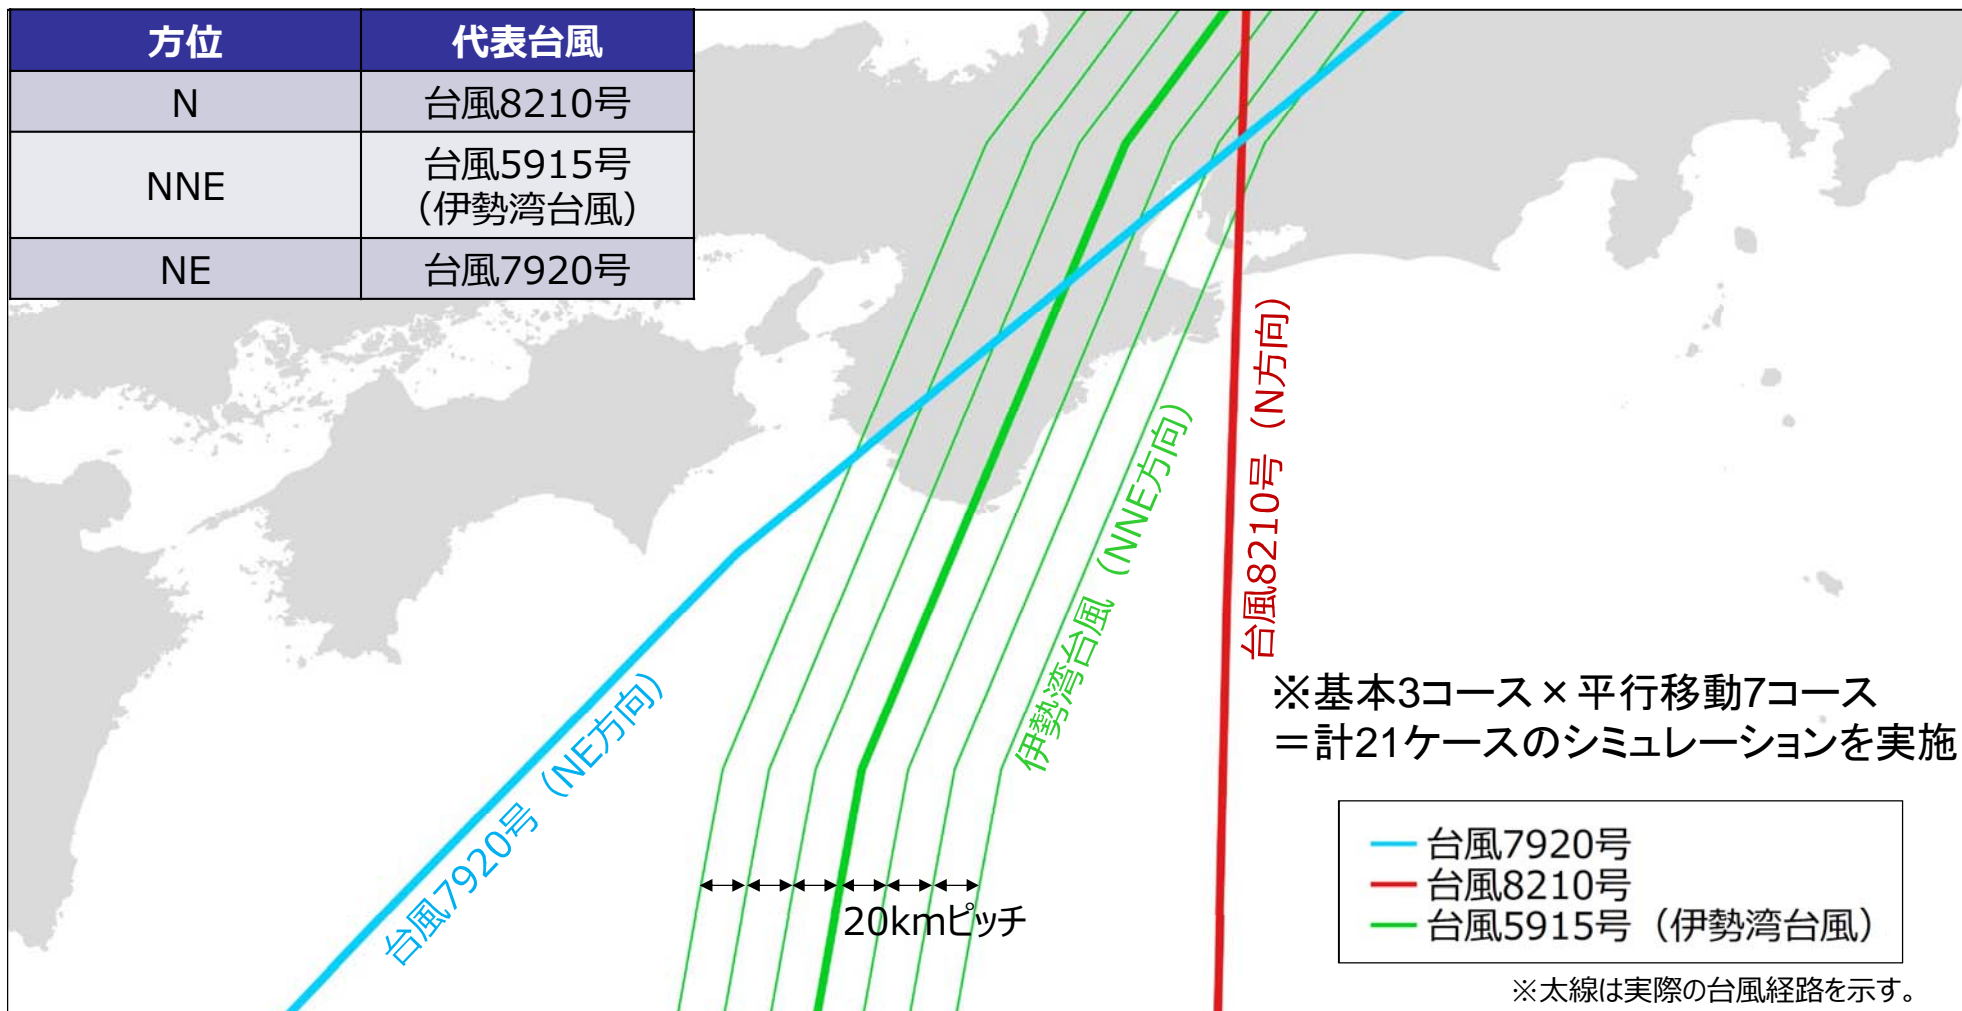 方位 代表台風
N 台風8210号
NNE 台風5915号
（伊勢湾台風）
NE 台風7920号
台風8210号（N方向）
伊勢湾台風（NNE方向）
台風7920号（NE方向）
20kmピッチ
※基本3コース×平行移動7コース
＝計21ケースのシミュレーションを実施
台風7920号
台風8210号
台風5915号（伊勢湾台風）
※太線は実際の台風経路を示す。